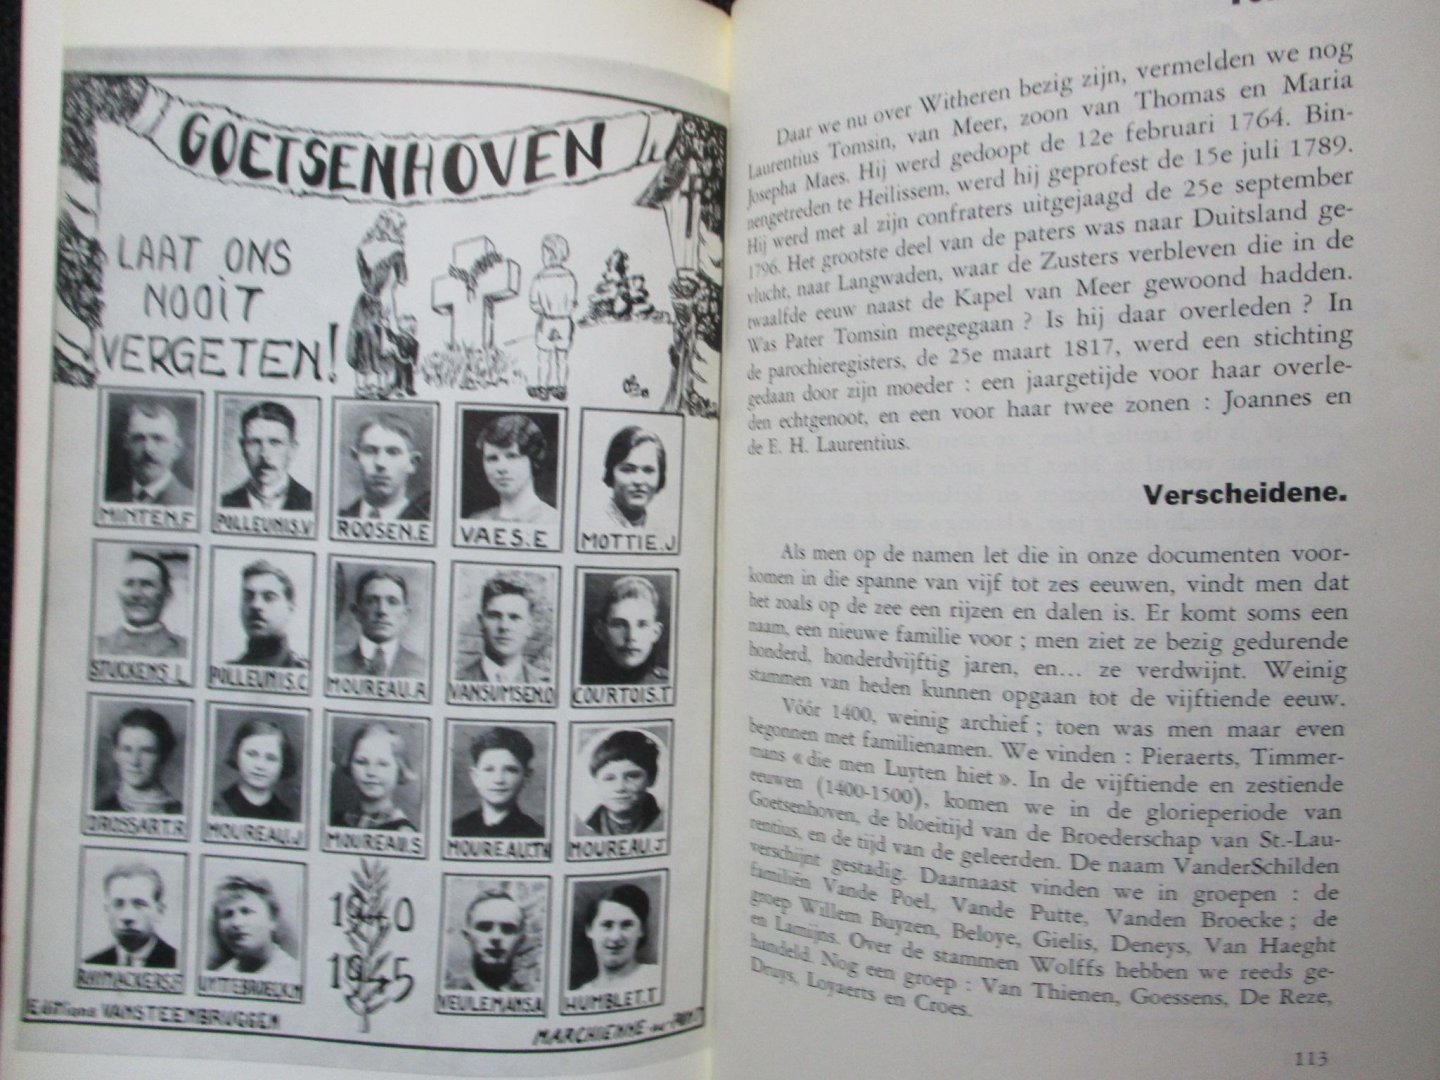 GOETSENHOVEN
LAAT ONS
NOOIT
VERGETEN!
MINTEN.F POLLEUNIS.V ROOSEN.E VAES.E MOTTIE.J
STUCKENS.L POLLEUNIS.C MOUREAU.A VANSUMSEN.O COURTOIS.T
DROSSART.R MOUREAU.J MOUREAU.S MOUREAU.TH MOUREAU.J
RAYMACKERS.F UYTTEBROECK.M 1940 1945 VEULEMANS.A HUMBLET.T
Editions VANSTEENBRUGGEN
MARCHIENNE-au-PONT
Daar we nu over Witheren bezig zijn, vermelden we nog
Laurentius Tomsin, van Meer, zoon van Thomas en Maria
Josepha Maes. Hij werd gedoopt de 12e februari 1764. Bin-
nengetreden te Heilissem, werd hij geprofest de 15e juli 1789.
Hij werd met al zijn confraters uitgejaagd de 25e september
1796. Het grootste deel van de paters was naar Duitsland ge-
vlucht, naar Langwaden, waar de Zusters verbleven die in de
twaalfde eeuw naast de Kapel van Meer gewoond hadden.
Was Pater Tomsin meegegaan ? Is hij daar overleden ? In
de parochieregisters, de 25e maart 1817, werd een stichting
gedaan door zijn moeder : een jaargetijde voor haar overle-
den echtgenoot, en een voor haar twee zonen : Joannes en
de E. H. Laurentius.
Verscheidene.
Als men op de namen let die in onze documenten voor-
komen in die spanne van vijf tot zes eeuwen, vindt men dat
het zoals op de zee een rijzen en dalen is. Er komt soms een
naam, een nieuwe familie voor ; men ziet ze bezig gedurende
honderd, honderdvijftig jaren, en... ze verdwijnt. Weinig
stammen van heden kunnen opgaan tot de vijftiende eeuw.
Vóór 1400, weinig archief ; toen was men maar even
begonnen met familienamen. We vinden : Pieraerts, Timmer-
mans « die men Luyten hiet ». In de vijftiende en zestiende
eeuwen (1400-1500), komen we in de glorieperiode van
Goetsenhoven, de bloeitijd van de Broederschap van St.-Lau-
rentius, en de tijd van de geleerden. De naam VanderSchilden
verschijnt gestadig. Daarnaast vinden we in groepen : de
familiën Vande Poel, Vande Putte, Vanden Broecke ; de
groep Willem Buyzen, Beloye, Gielis, Deneys, Van Haeght
en Lamijns. Over de stammen Wolffs hebben we reeds ge-
handeld. Nog een groep : Van Thienen, Goessens, De Reze,
Druys, Loyaerts en Croes.
113